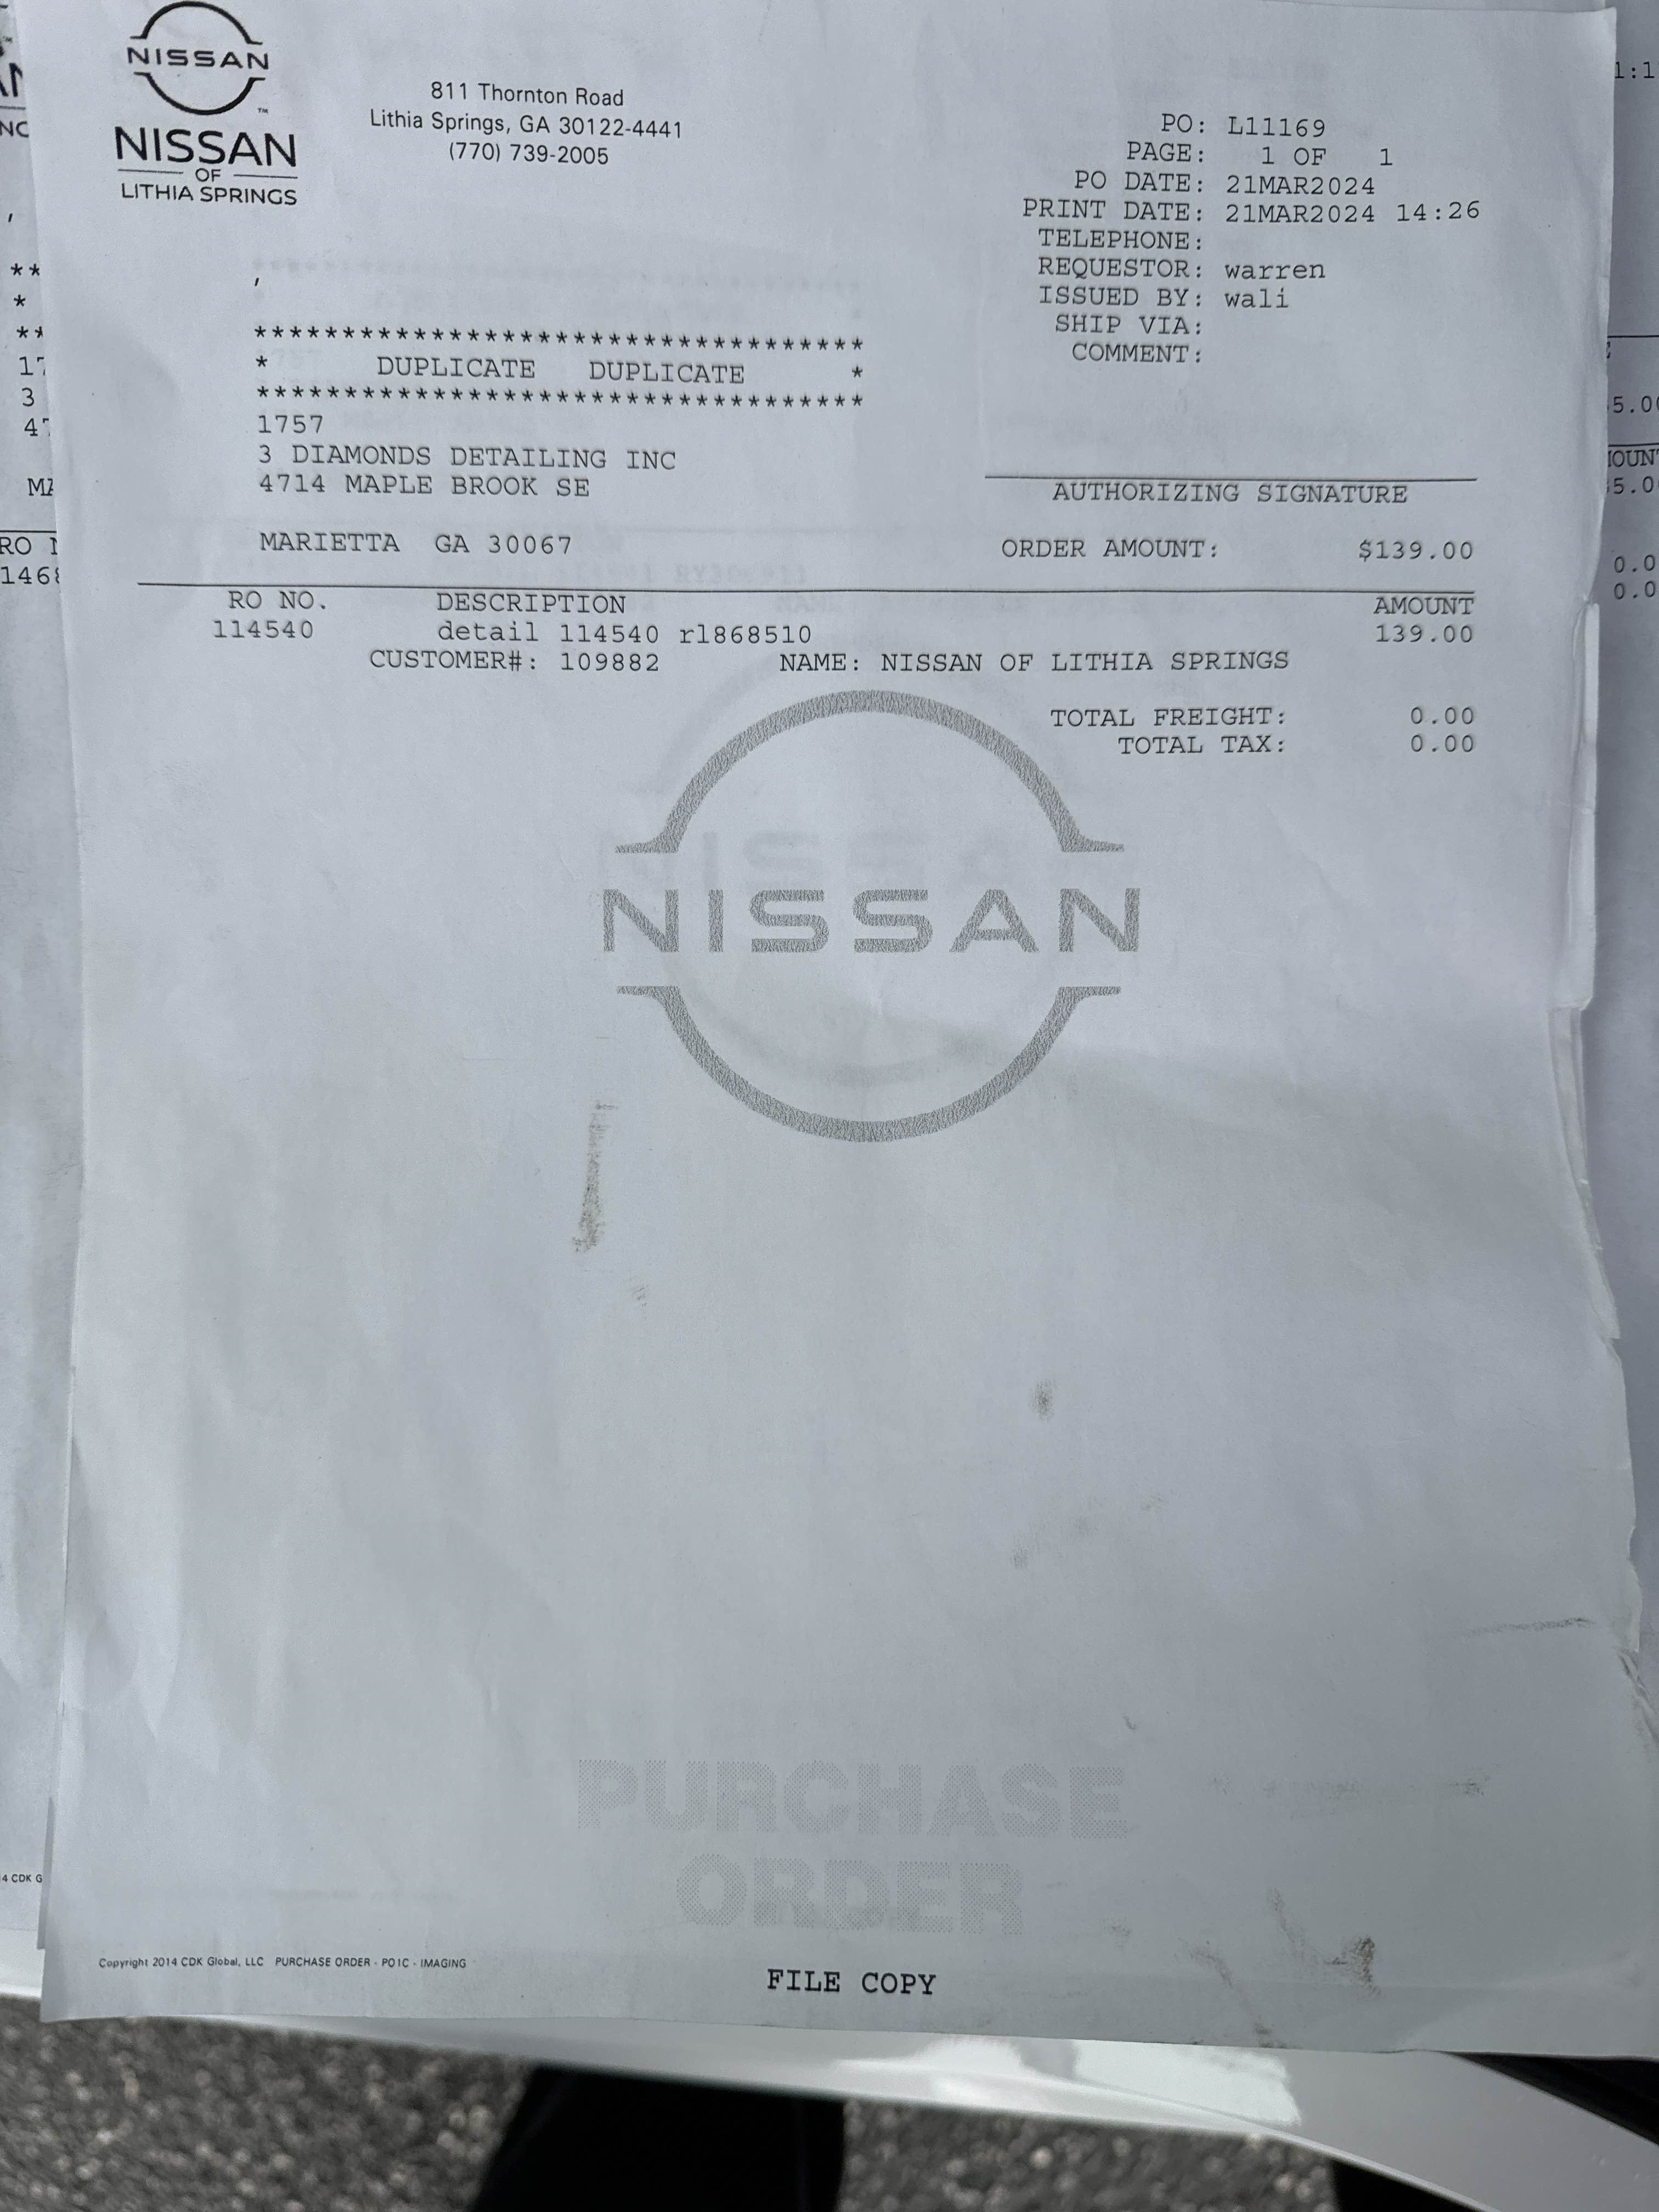 NISSAN
NISSAN
OF
LITHIA SPRINGS
811 Thornton Road
Lithia Springs, GA 30122-4441
(770) 739-2005
PO: L11169
PAGE: 1 OF 1
PO DATE: 21MAR2024
PRINT DATE: 21MAR2024 14:26
TELEPHONE:
REQUESTOR: warren
ISSUED BY: wali
SHIP VIA:
COMMENT:
,
***********************************
* DUPLICATE DUPLICATE *
***********************************
1757
3 DIAMONDS DETAILING INC
4714 MAPLE BROOK SE
MARIETTA GA 30067
AUTHORIZING SIGNATURE
ORDER AMOUNT: $139.00
RO NO. DESCRIPTION AMOUNT
114540 detail 114540 rl868510 139.00
CUSTOMER#: 109882 NAME: NISSAN OF LITHIA SPRINGS
TOTAL FREIGHT: 0.00
TOTAL TAX: 0.00
NISSAN
PURCHASE
ORDER
Copyright 2014 CDK Global, LLC PURCHASE ORDER - PO1C - IMAGING
FILE COPY